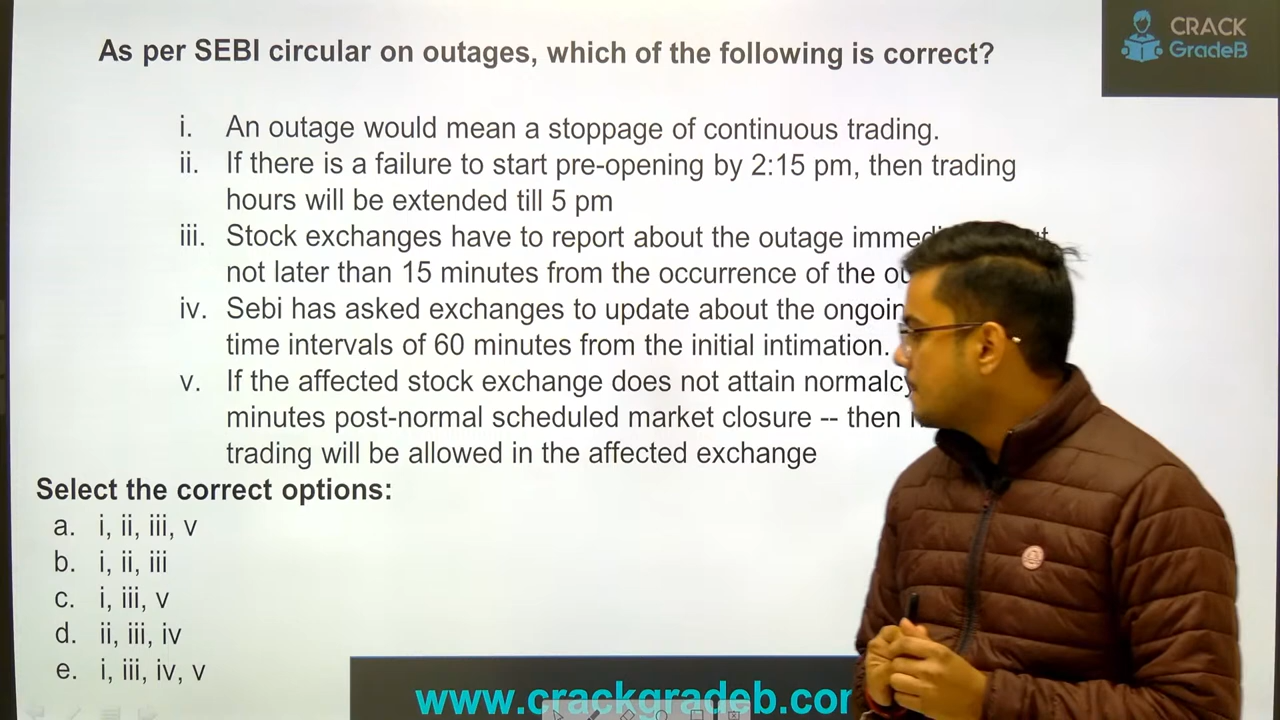 As per SEBI circular on outages, which of the following is correct?
CRACK
GradeB
i. An outage would mean a stoppage of continuous trading.
ii. If there is a failure to start pre-opening by 2:15 pm, then trading
hours will be extended till 5 pm
iii. Stock exchanges have to report about the outage
not later than 15 minutes from the occurrence of the
iv. Sebi has asked exchanges to update about the
time intervals of 60 minutes from the initial intimation.
v. If the affected stock exchange does not attain normalcy
minutes post-normal scheduled market closure -- then
trading will be allowed in the affected exchange
Select the correct options:
a. i, ii, iii, v
b. i, ii, iii
c. i, iii, v
d. ii, iii, iv
e. i, iii, iv, v
www.crackgradeb.com